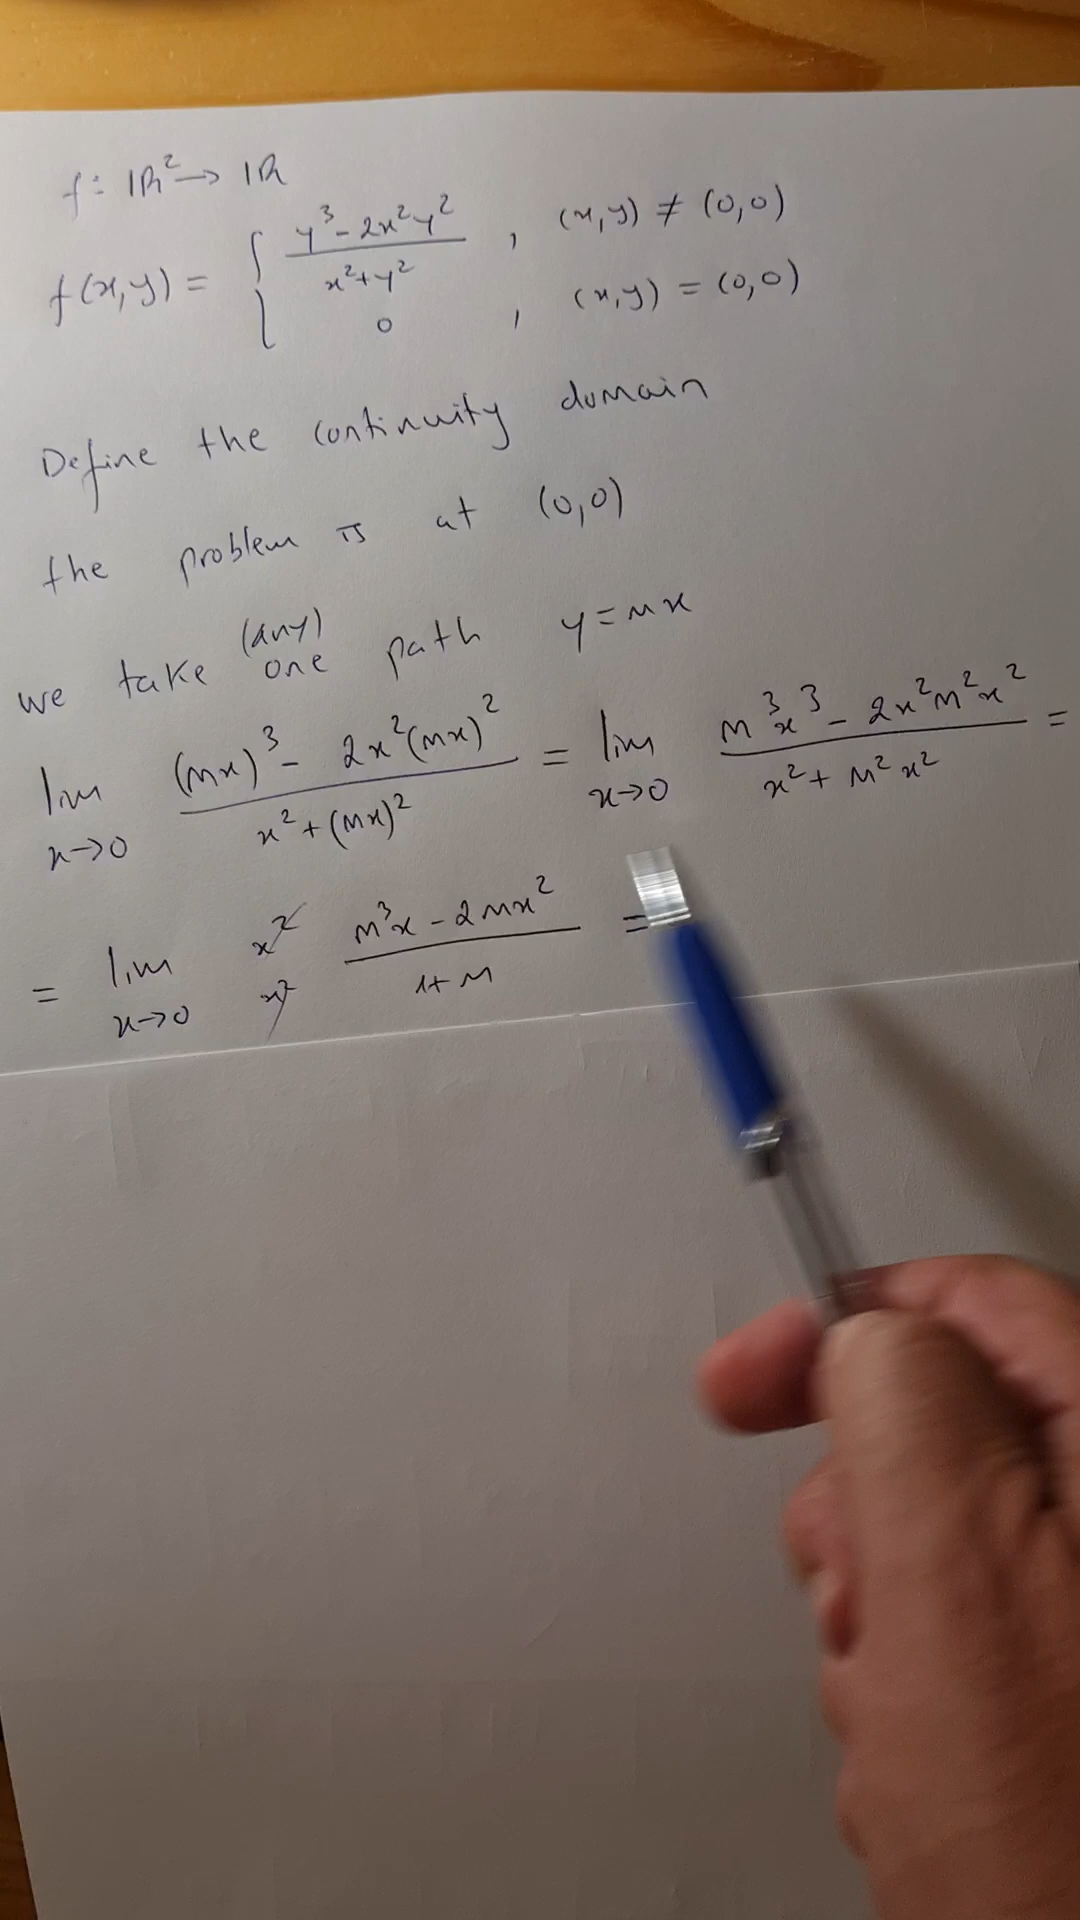 f: ℝ² → ℝ
f(x,y) = { (y³ - 2x²y²)/(x² + y²) , (x,y) ≠ (0,0)
0 , (x,y) = (0,0)
Define the continuity domain
the problem is at (0,0)
(any)
we take one path y = mx
lim x→0 ((mx)³ - 2x²(mx)²)/(x² + (mx)²) = lim x→0 (m³x³ - 2x²m²x²)/(x² + m²x²) =
= lim x→0 x²/x² (m³x - 2mx²)/(1+m) =